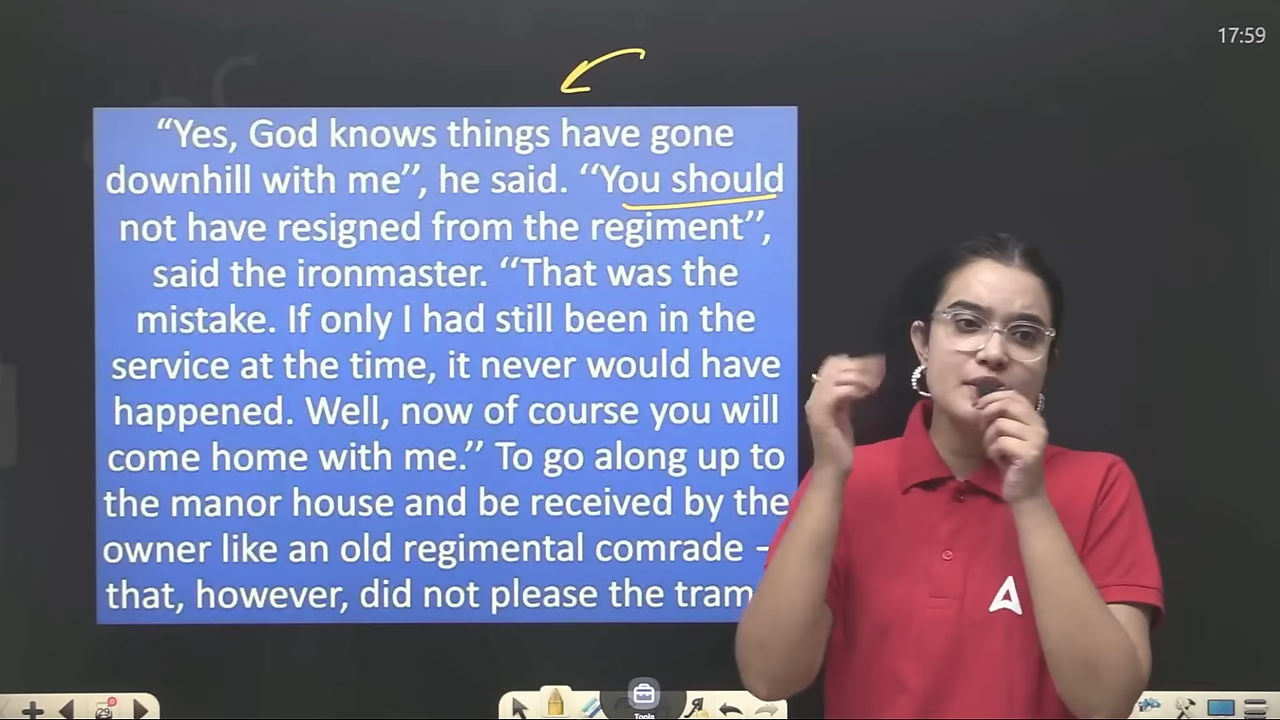 17:59
“Yes, God knows things have gone
downhill with me’’, he said. ‘‘You should
not have resigned from the regiment’’,
said the ironmaster. ‘‘That was the
mistake. If only I had still been in the
service at the time, it never would have
happened. Well, now of course you will
come home with me.’’ To go along up to
the manor house and be received by the
owner like an old regimental comrade –
that, however, did not please the
29
Tools